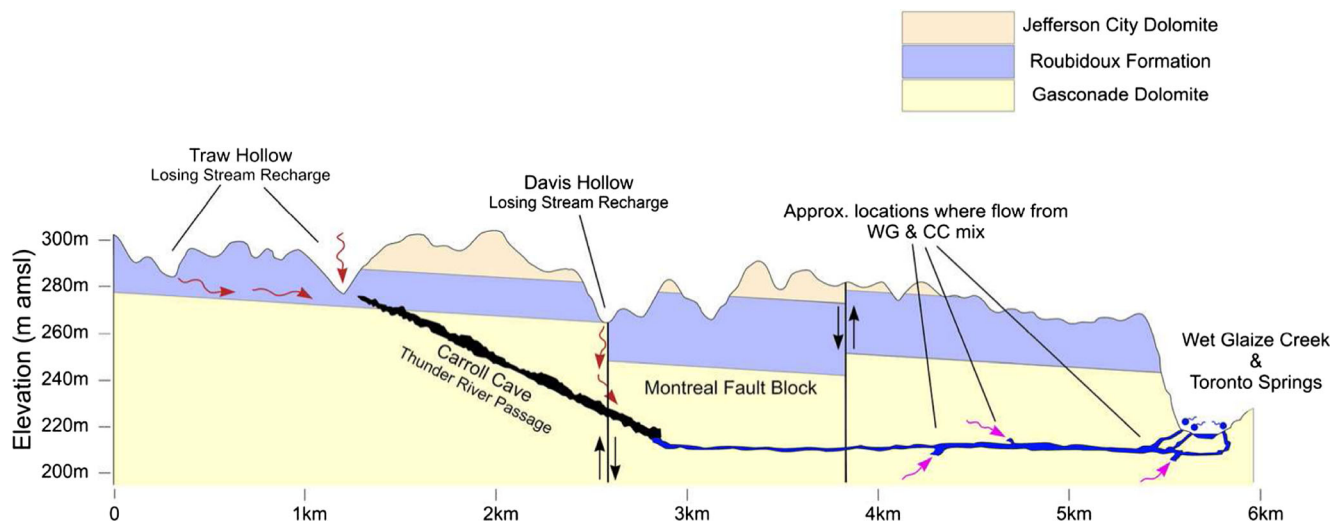 Jefferson City Dolomite
Roubidoux Formation
Gasconade Dolomite
Traw Hollow
Losing Stream Recharge
Davis Hollow
Losing Stream Recharge
Approx. locations where flow from
WG & CC mix
Wet Glaize Creek
&
Toronto Springs
Elevation (m amsl)
300m
280m
260m
240m
220m
200m
Carroll Cave
Thunder River Passage
Montreal Fault Block
0
1km
2km
3km
4km
5km
6km